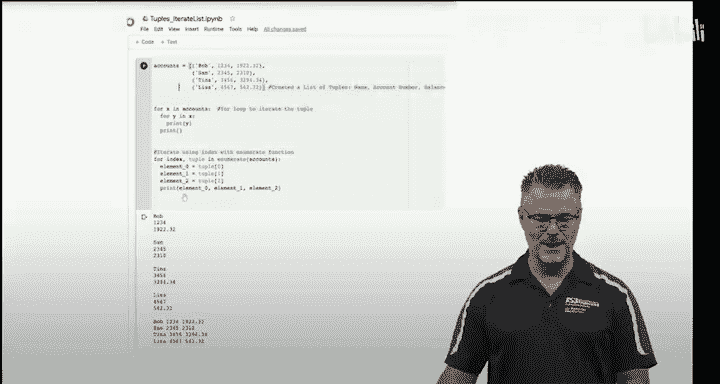 Tuples_IterateList.ipynb
File Edit View Insert Runtime Tools Help All changes saved
+ Code + Text
accounts = [('Bob', 1234, 1922.32),
('Sam', 2345, 2310),
('Tina', 3456, 3294.34),
('Lisa', 4567, 562.32)] #Created a List of Tuples: Name, Account Number, Balance
for x in accounts: #for loop to iterate the tuple
for y in x:
print(y)
print()
#Iterate using index with enumerate function
for index, tuple in enumerate(accounts):
element_0 = tuple[0]
element_1 = tuple[1]
element_2 = tuple[2]
print(element_0, element_1, element_2)
Bob
1234
1922.32
Sam
2345
2310
Tina
3456
3294.34
Lisa
4567
562.32
Bob 1234 1922.32
Sam 2345 2310
Tina 3456 3294.34
Lisa 4567 562.32